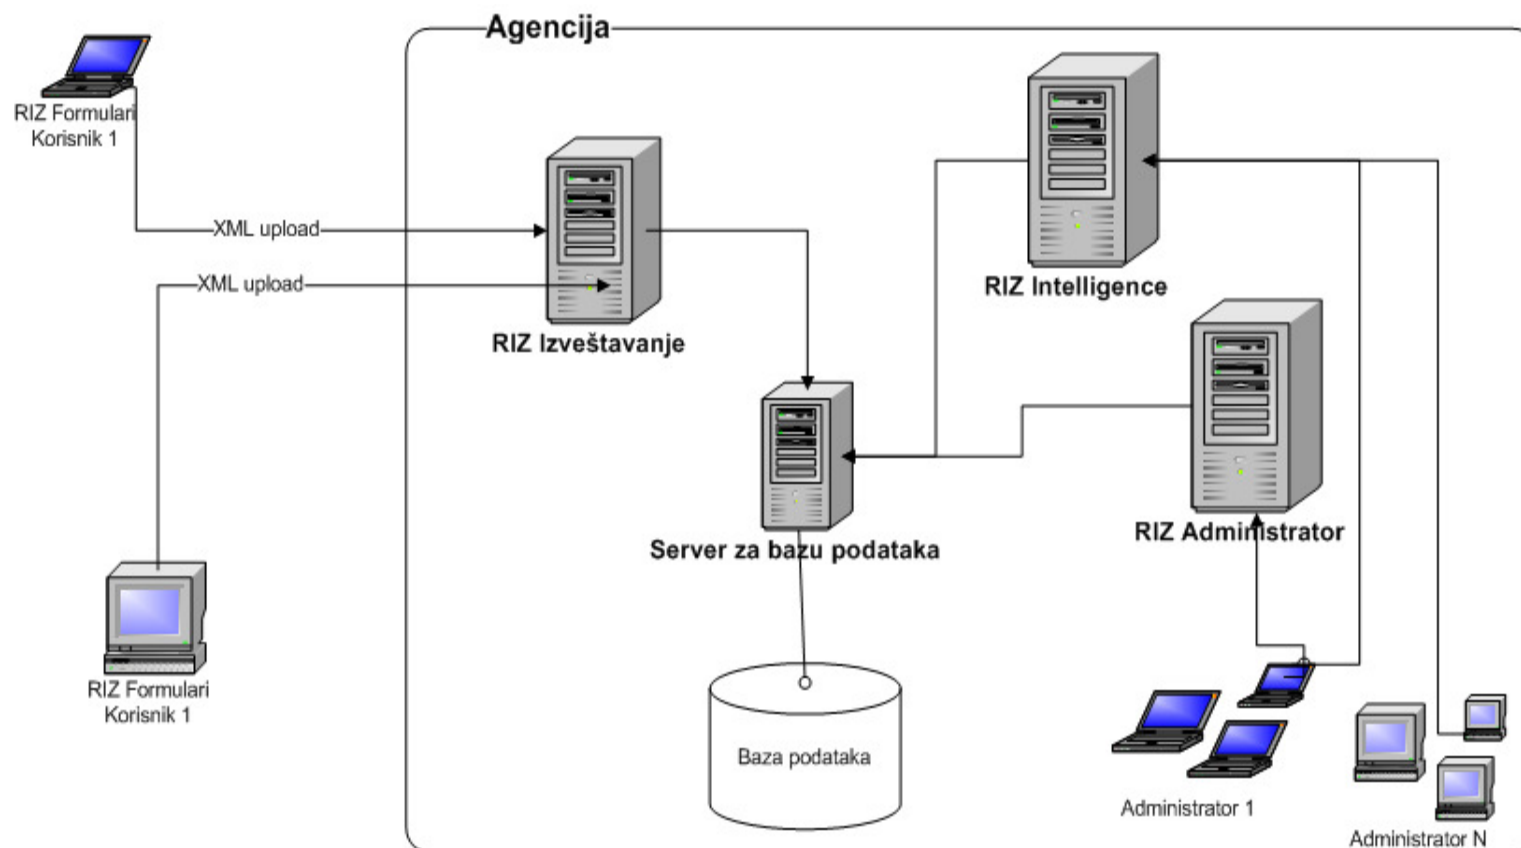 Agencija
RIZ Formulari
Korisnik 1
XML upload
XML upload
RIZ Izveštavanje
RIZ Intelligence
RIZ Administrator
Server za bazu podataka
RIZ Formulari
Korisnik 1
Baza podataka
Administrator 1
Administrator N